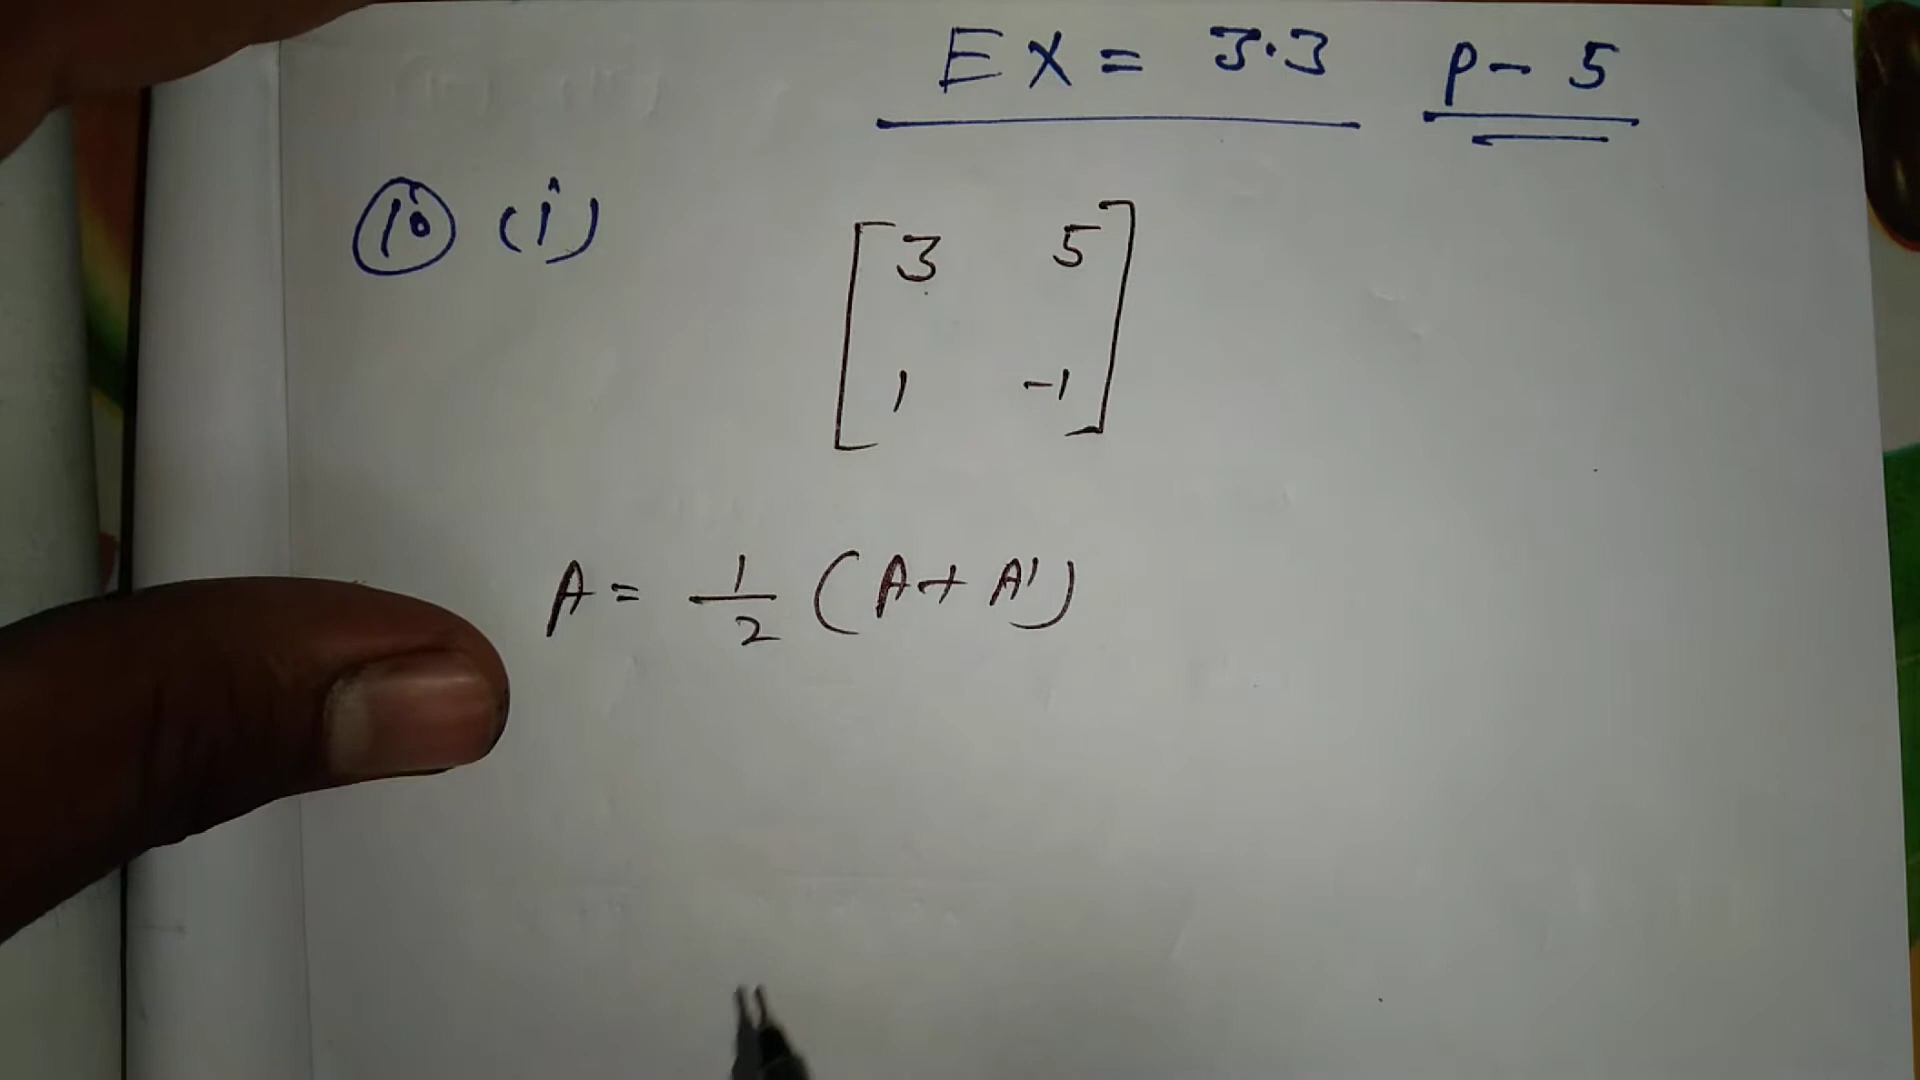 EX = 3.3 P - 5
10 (i)
3 5
1 -1
A = 1/2 (A + A')